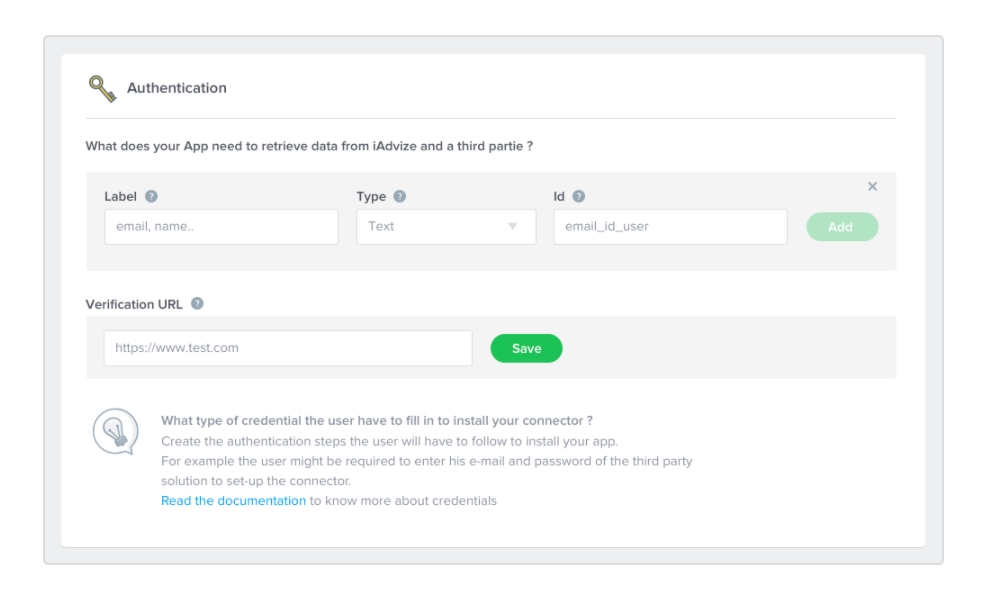 Authentication
What does your App need to retrieve data from iAdvize and a third partie ?
Label ? Type ? Id ?
email, name.. Text email_id_user Add
Verification URL ?
https://www.test.com Save
What type of credential the user have to fill in to install your connector ?
Create the authentication steps the user will have to follow to install your app.
For example the user might be required to enter his e-mail and password of the third party
solution to set-up the connector.
Read the documentation to know more about credentials